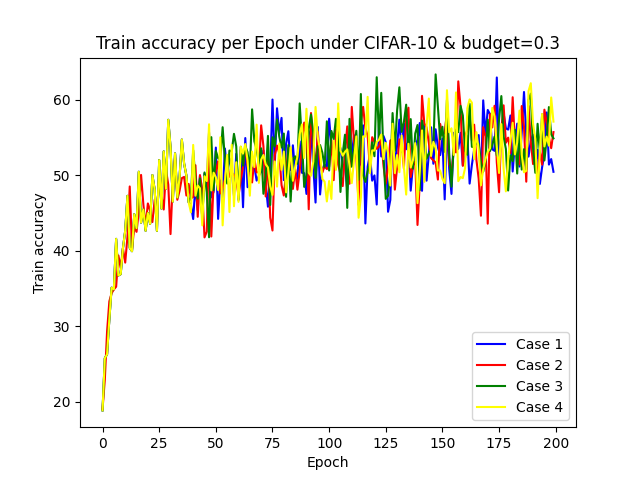 Train accuracy per Epoch under CIFAR-10 & budget=0.3
Train accuracy
60
50
40
30
20
0 25 50 75 100 125 150 175 200
Epoch
Case 1
Case 2
Case 3
Case 4